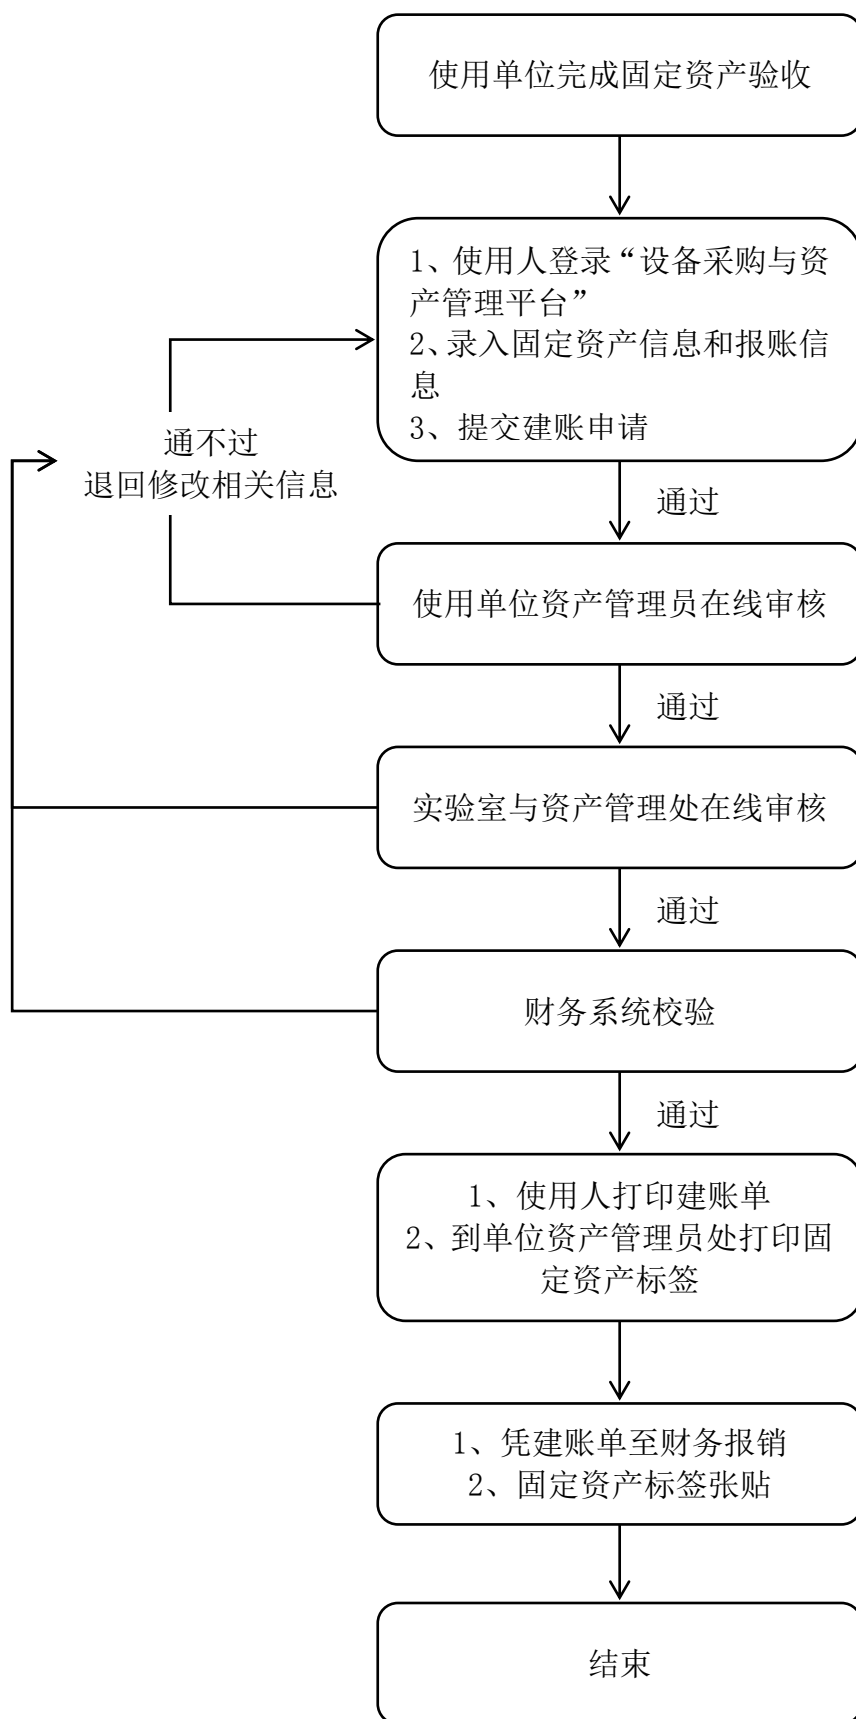 使用单位完成固定资产验收
1、使用人登录“设备采购与资
产管理平台”
2、录入固定资产信息和报账信
息
3、提交建账申请
通不过
退回修改相关信息
通过
使用单位资产管理员在线审核
通过
实验室与资产管理处在线审核
通过
财务系统校验
通过
1、使用人打印建账单
2、到单位资产管理员处打印固
定资产标签
1、凭建账单至财务报销
2、固定资产标签张贴
结束